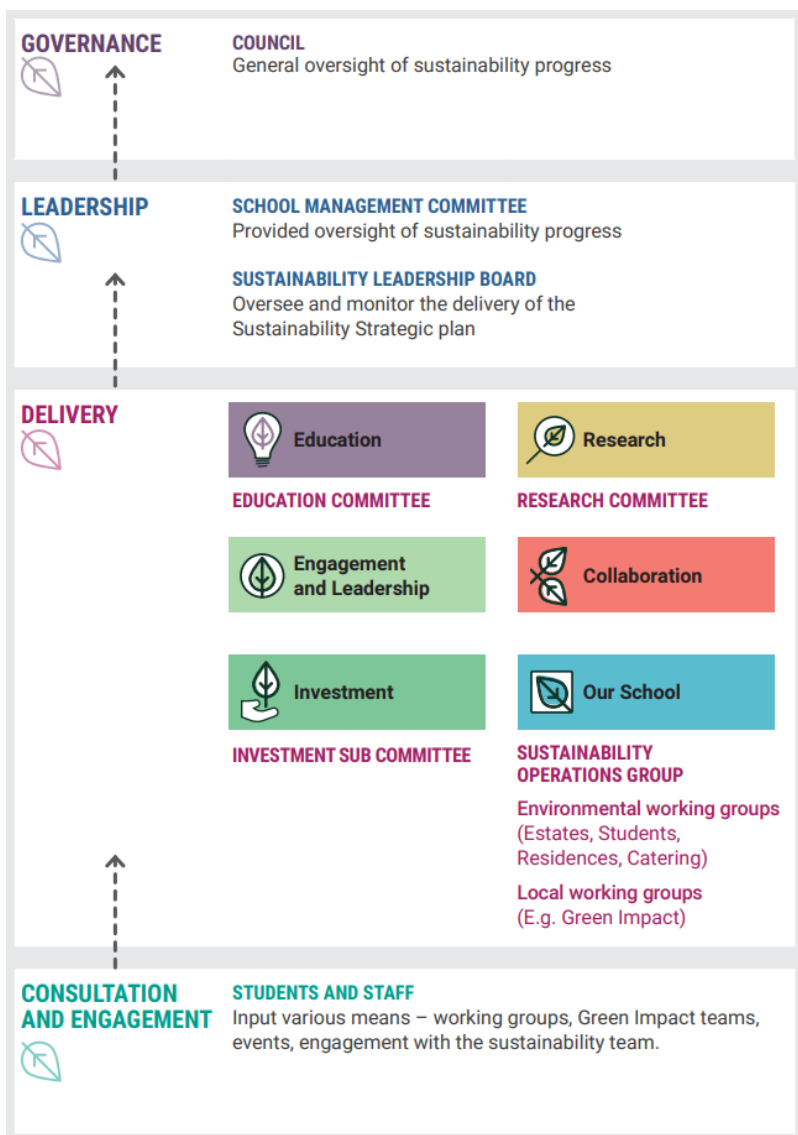 GOVERNANCE
COUNCIL
General oversight of sustainability progress
LEADERSHIP
SCHOOL MANAGEMENT COMMITTEE
Provided oversight of sustainability progress
SUSTAINABILITY LEADERSHIP BOARD
Oversee and monitor the delivery of the
Sustainability Strategic plan
DELIVERY
Education
EDUCATION COMMITTEE
Research
RESEARCH COMMITTEE
Engagement
and Leadership
Collaboration
Investment
INVESTMENT SUB COMMITTEE
Our School
SUSTAINABILITY
OPERATIONS GROUP
Environmental working groups
(Estates, Students,
Residences, Catering)
Local working groups
(E.g. Green Impact)
CONSULTATION
AND ENGAGEMENT
STUDENTS AND STAFF
Input various means – working groups, Green Impact teams,
events, engagement with the sustainability team.